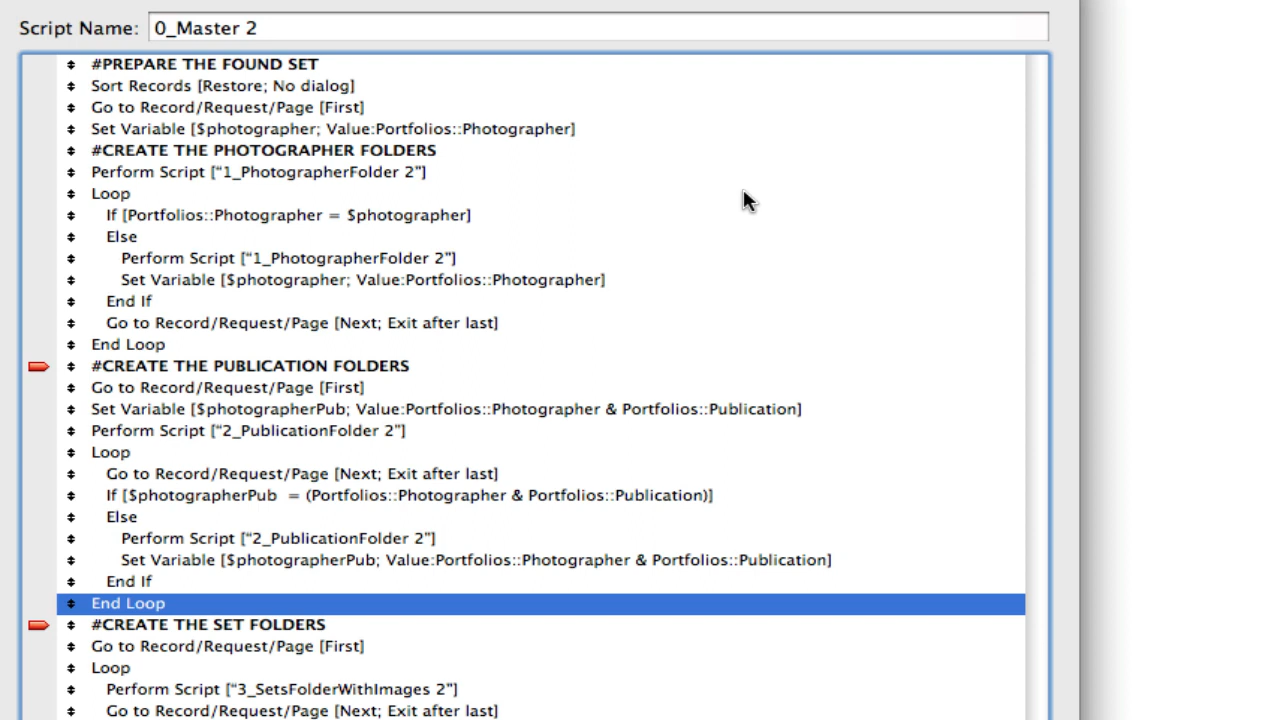 Script Name: 0_Master 2
#PREPARE THE FOUND SET
Sort Records [Restore; No dialog]
Go to Record/Request/Page [First]
Set Variable [$photographer; Value:Portfolios::Photographer]
#CREATE THE PHOTOGRAPHER FOLDERS
Perform Script [“1_PhotographerFolder 2”]
Loop
If [Portfolios::Photographer = $photographer]
Else
Perform Script [“1_PhotographerFolder 2”]
Set Variable [$photographer; Value:Portfolios::Photographer]
End If
Go to Record/Request/Page [Next; Exit after last]
End Loop
#CREATE THE PUBLICATION FOLDERS
Go to Record/Request/Page [First]
Set Variable [$photographerPub; Value:Portfolios::Photographer & Portfolios::Publication]
Perform Script [“2_PublicationFolder 2”]
Loop
Go to Record/Request/Page [Next; Exit after last]
If [$photographerPub  = (Portfolios::Photographer & Portfolios::Publication)]
Else
Perform Script [“2_PublicationFolder 2”]
Set Variable [$photographerPub; Value:Portfolios::Photographer & Portfolios::Publication]
End If
End Loop
#CREATE THE SET FOLDERS
Go to Record/Request/Page [First]
Loop
Perform Script [“3_SetsFolderWithImages 2”]
Go to Record/Request/Page [Next; Exit after last]